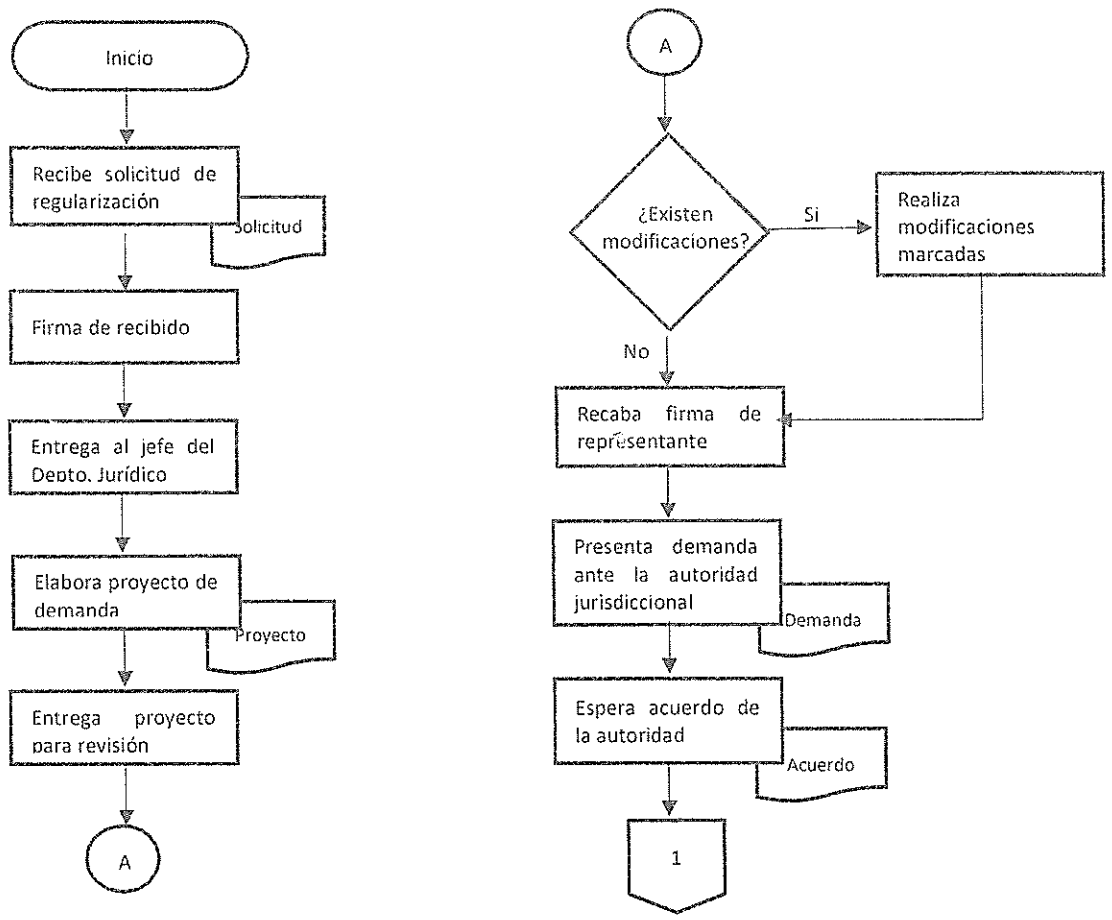 Inicio
Recibe solicitud de
regularización
Solicitud
Firma de recibido
Entrega al jefe del
Depto. Jurídico
Elabora proyecto de
demanda
Proyecto
Entrega proyecto
para revisión
A
A
¿Existen
modificaciones?
Si
Realiza
modificaciones
marcadas
No
Recaba firma de
representante
Presenta demanda
ante la autoridad
jurisdiccional
Demanda
Espera acuerdo de
la autoridad
Acuerdo
1